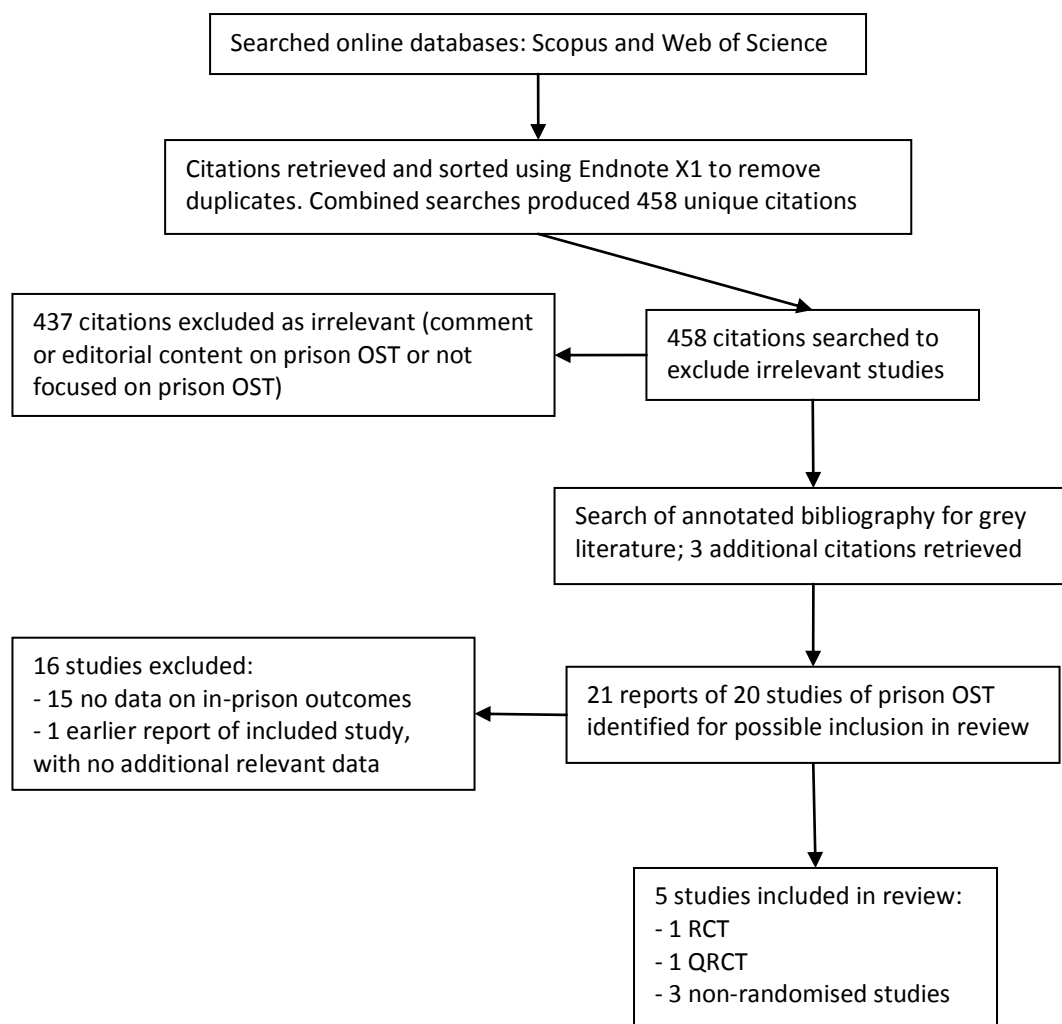 Searched online databases: Scopus and Web of Science
Citations retrieved and sorted using Endnote X1 to remove
duplicates. Combined searches produced 458 unique citations
437 citations excluded as irrelevant (comment
or editorial content on prison OST or not
focused on prison OST)
458 citations searched to
exclude irrelevant studies
Search of annotated bibliography for grey
literature; 3 additional citations retrieved
16 studies excluded:
- 15 no data on in-prison outcomes
- 1 earlier report of included study,
with no additional relevant data
21 reports of 20 studies of prison OST
identified for possible inclusion in review
5 studies included in review:
- 1 RCT
- 1 QRCT
- 3 non-randomised studies